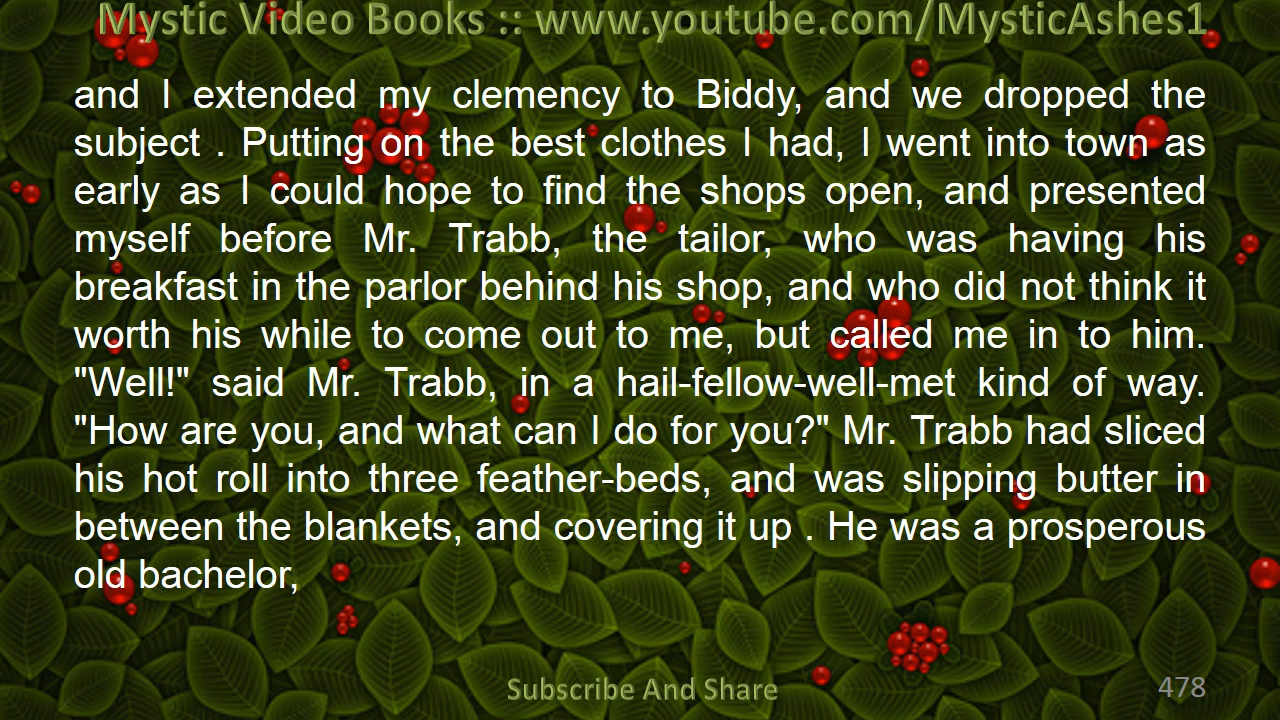 Mystic Video Books :: www.youtube.com/MysticAshes1
and I extended my clemency to Biddy, and we dropped the
subject . Putting on the best clothes I had, I went into town as
early as I could hope to find the shops open, and presented
myself before Mr. Trabb, the tailor, who was having his
breakfast in the parlor behind his shop, and who did not think it
worth his while to come out to me, but called me in to him.
"Well!" said Mr. Trabb, in a hail-fellow-well-met kind of way.
"How are you, and what can I do for you?" Mr. Trabb had sliced
his hot roll into three feather-beds, and was slipping butter in
between the blankets, and covering it up . He was a prosperous
old bachelor,
Subscribe And Share
478